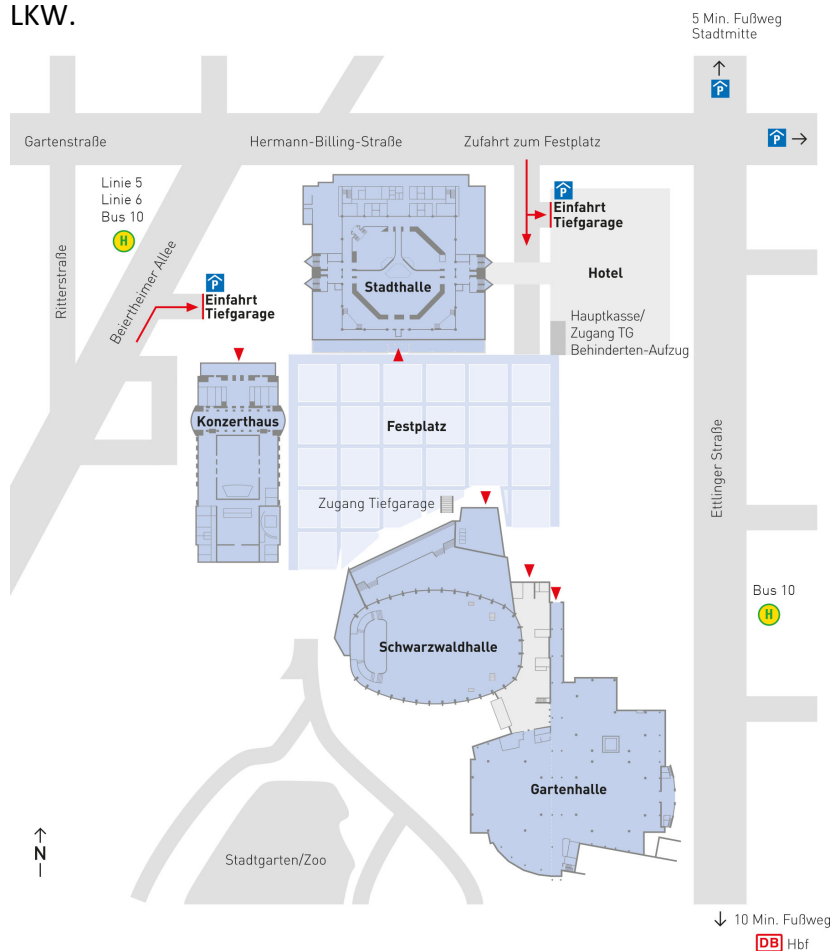 LKW.
5 Min. Fußweg
Stadtmitte
P
Gartenstraße
Hermann-Billing-Straße
Zufahrt zum Festplatz
P
Linie 5
Linie 6
Bus 10
H
P
Einfahrt
Tiefgarage
Ritterstraße
Beiertheimer Allee
P
Einfahrt
Tiefgarage
Stadthalle
Hotel
Hauptkasse/
Zugang TG
Behinderten-Aufzug
Konzerthaus
Festplatz
Ettlinger Straße
Zugang Tiefgarage
Bus 10
H
Schwarzwaldhalle
Gartenhalle
N
Stadtgarten/Zoo
10 Min. Fußweg
DB Hbf